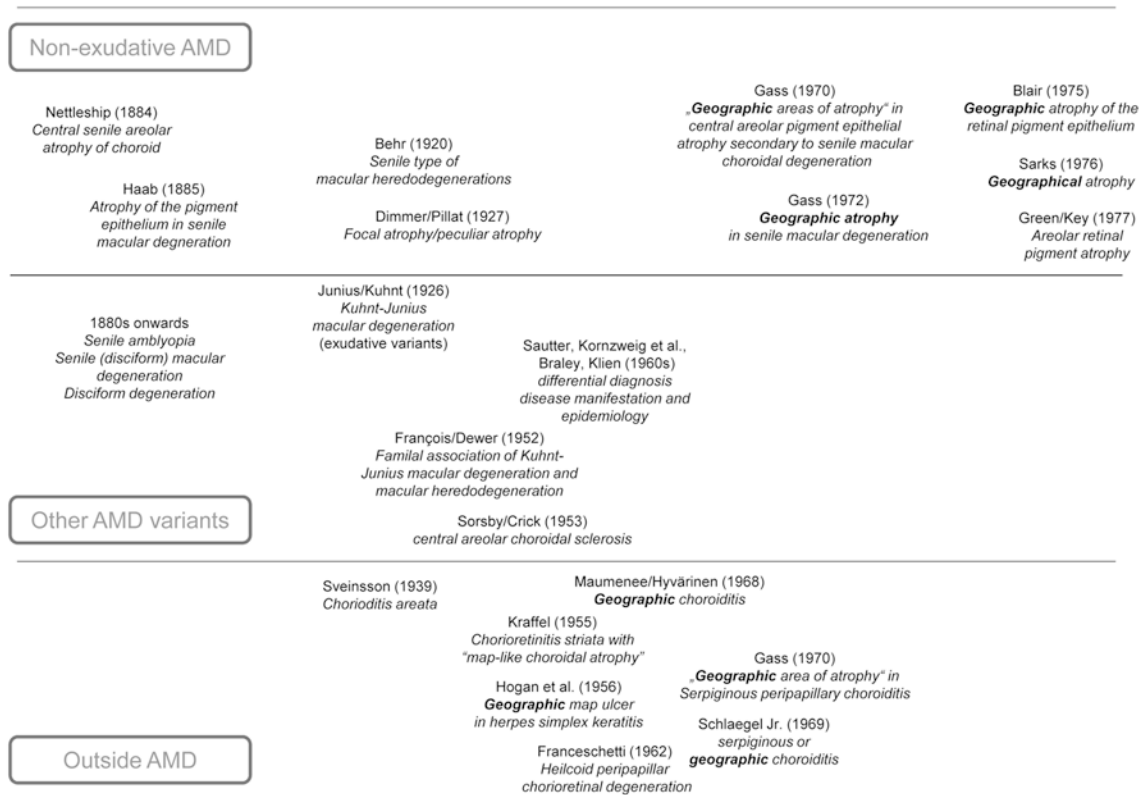 Non-exudative AMD
Nettleship (1884)
Central senile areolar
atrophy of choroid
Haab (1885)
Atrophy of the pigment
epithelium in senile
macular degneration
Behr (1920)
Senile type of
macular heredodegenerations
Dimmer/Pillat (1927)
Focal atrophy/peculiar atrophy
Gass (1970)
„Geographic areas of atrophy“ in
central areolar pigment epithelial
atrophy secondary to senile macular
choroidal degeneration
Gass (1972)
Geographic atrophy
in senile macular degeneration
Blair (1975)
Geographic atrophy of the
retinal pigment epithelium
Sarks (1976)
Geographical atrophy
Green/Key (1977)
Areolar retinal
pigment atrophy
1880s onwards
Senile amblyopia
Senile (disciform) macular
degeneration
Disciform degeneration
Junius/Kuhnt (1926)
Kuhnt-Junius
macular degeneration
(exudative variants)
Sautter, Kornzweig et al.,
Braley, Klien (1960s)
differential diagnosis
disease manifestation and
epidemiology
François/Dewer (1952)
Familal association of Kuhnt-
Junius macular degeneration and
macular heredodegeneration
Sorsby/Crick (1953)
central areolar choroidal sclerosis
Other AMD variants
Sveinsson (1939)
Chorioditis areata
Maumenee/Hyvärinen (1968)
Geographic choroiditis
Kraffel (1955)
Chorioretinitis striata with
“map-like choroidal atrophy”
Hogan et al. (1956)
Geographic map ulcer
in herpes simplex keratitis
Franceschetti (1962)
Heilcoid peripapillar
chorioretinal degeneration
Gass (1970)
„Geographic area of atrophy“ in
Serpiginous peripapillary choroiditis
Schlaegel Jr. (1969)
serpiginous or
geographic choroiditis
Outside AMD